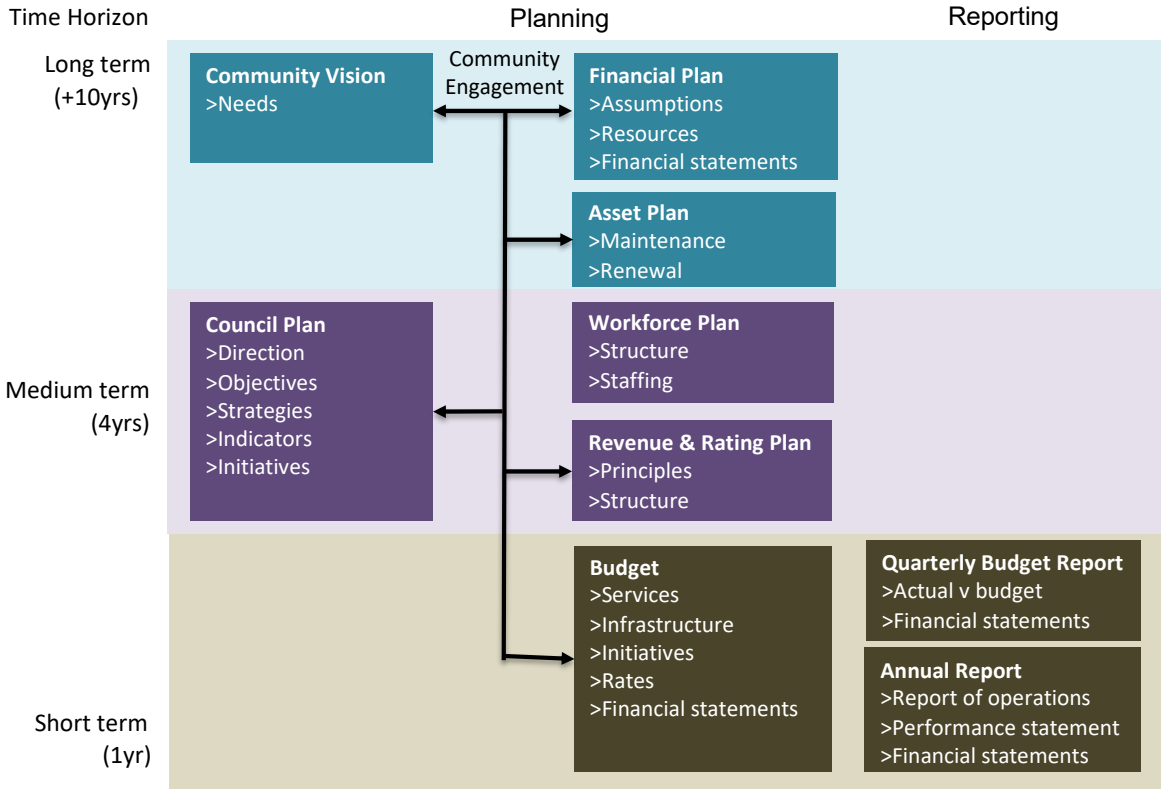 Time Horizon
Planning
Reporting
Long term
(+10yrs)
Community Vision
>Needs
Community
Engagement
Financial Plan
>Assumptions
>Resources
>Financial statements
Asset Plan
>Maintenance
>Renewal
Medium term
(4yrs)
Council Plan
>Direction
>Objectives
>Strategies
>Indicators
>Initiatives
Workforce Plan
>Structure
>Staffing
Revenue & Rating Plan
>Principles
>Structure
Short term
(1yr)
Budget
>Services
>Infrastructure
>Initiatives
>Rates
>Financial statements
Quarterly Budget Report
>Actual v budget
>Financial statements
Annual Report
>Report of operations
>Performance statement
>Financial statements